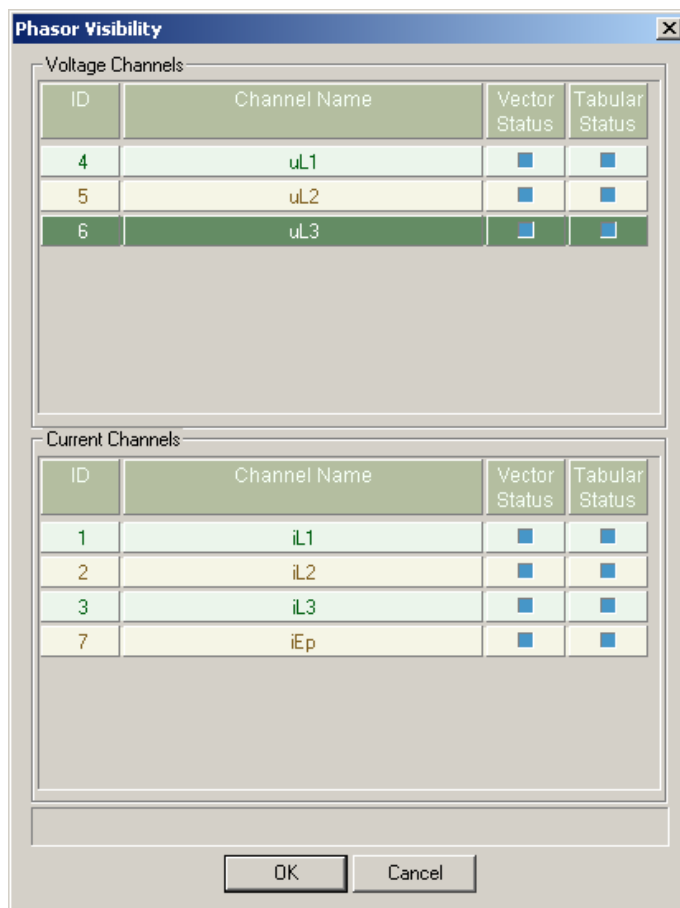 Phasor Visibility
Voltage Channels
ID Channel Name Vector Status Tabular Status
4 uL1
5 uL2
6 uL3
Current Channels
ID Channel Name Vector Status Tabular Status
1 iL1
2 iL2
3 iL3
7 iEp
OK Cancel